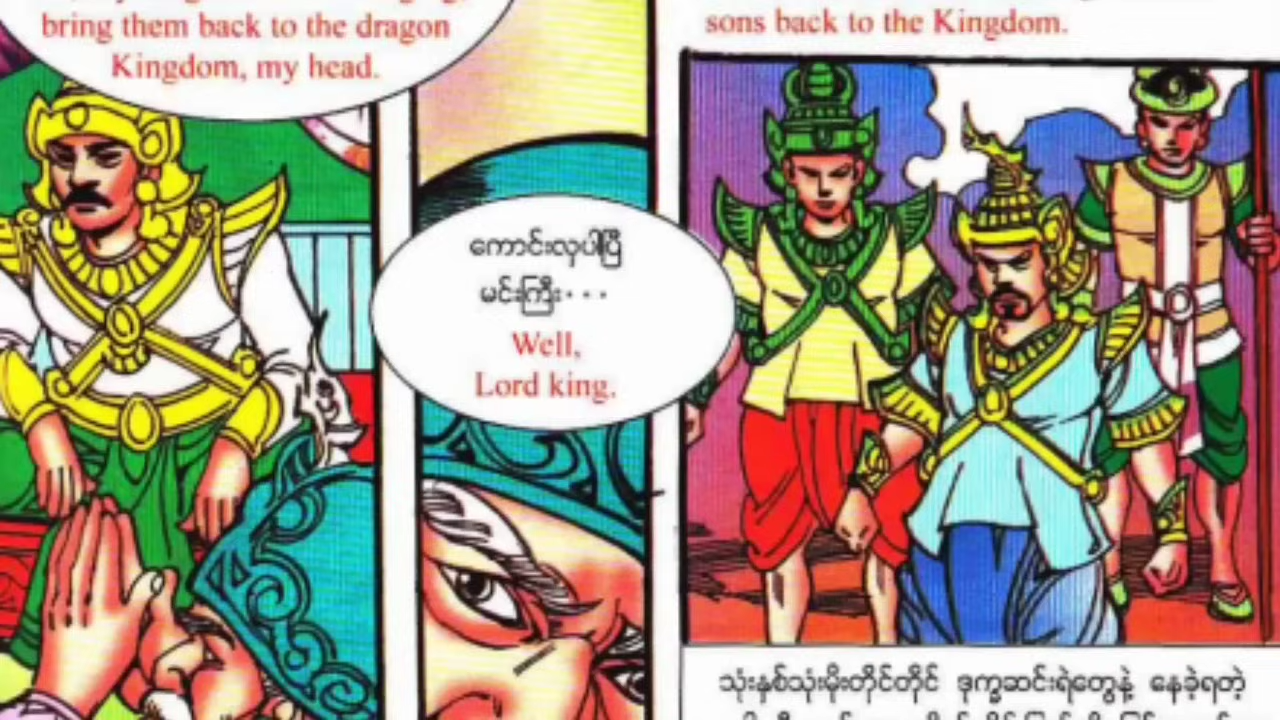 bring them back to the dragon
Kingdom, my head.
ကောင်းလှပါပြီ
မင်းကြီး...
Well,
Lord king.
sons back to the Kingdom.
သုံးနှစ်သုံးမိုးတိုင်တိုင် ဒုက္ခဆင်းရဲတွေနဲ့ နေခဲ့ရတဲ့